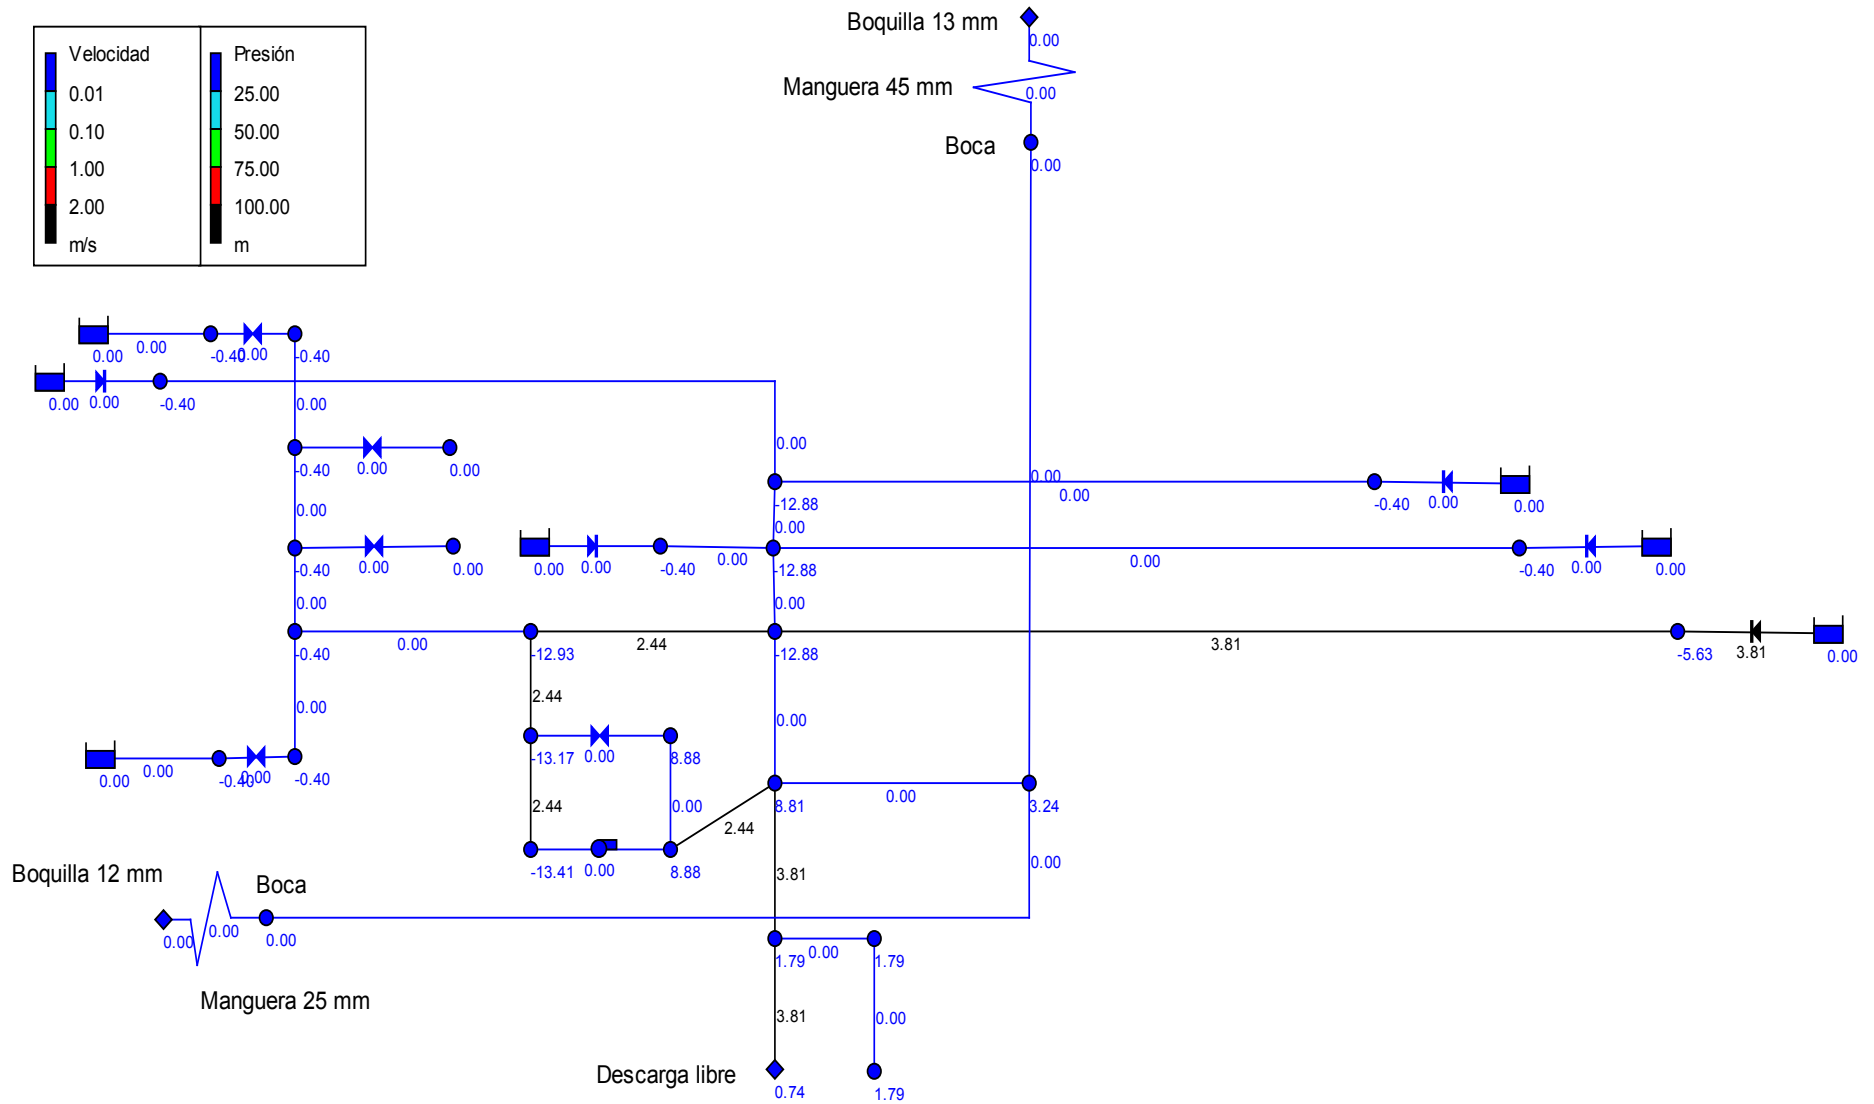 Boquilla 13 mm
0.00
Velocidad Presión
0.01 25.00
0.10 50.00
1.00 75.00
2.00 100.00
m/s m
Manguera 45 mm
0.00
Boca
0.00
0.00 0.00 -0.40 0.00 -0.40
0.00 0.00 -0.40 0.00
0.00
-0.40 0.00 0.00
0.00
0.00 -0.40 0.00 0.00
-12.88
0.00
0.00
-0.40 0.00 0.00 0.00 0.00 -0.40 0.00 -12.88 0.00 -0.40 0.00 0.00
0.00 0.00
-0.40 0.00 -12.93 2.44 -12.88 3.81 -5.63 3.81 0.00
2.44
0.00 0.00
-13.17 0.00 8.88
0.00 0.00 -0.40 0.00 -0.40
2.44 0.00 8.81 0.00 3.24
2.44
-13.41 0.00 8.88 3.81 0.00
Boquilla 12 mm
Boca
0.00 0.00 0.00
1.79 0.00 1.79
Manguera 25 mm
3.81 0.00
Descarga libre
0.74 1.79